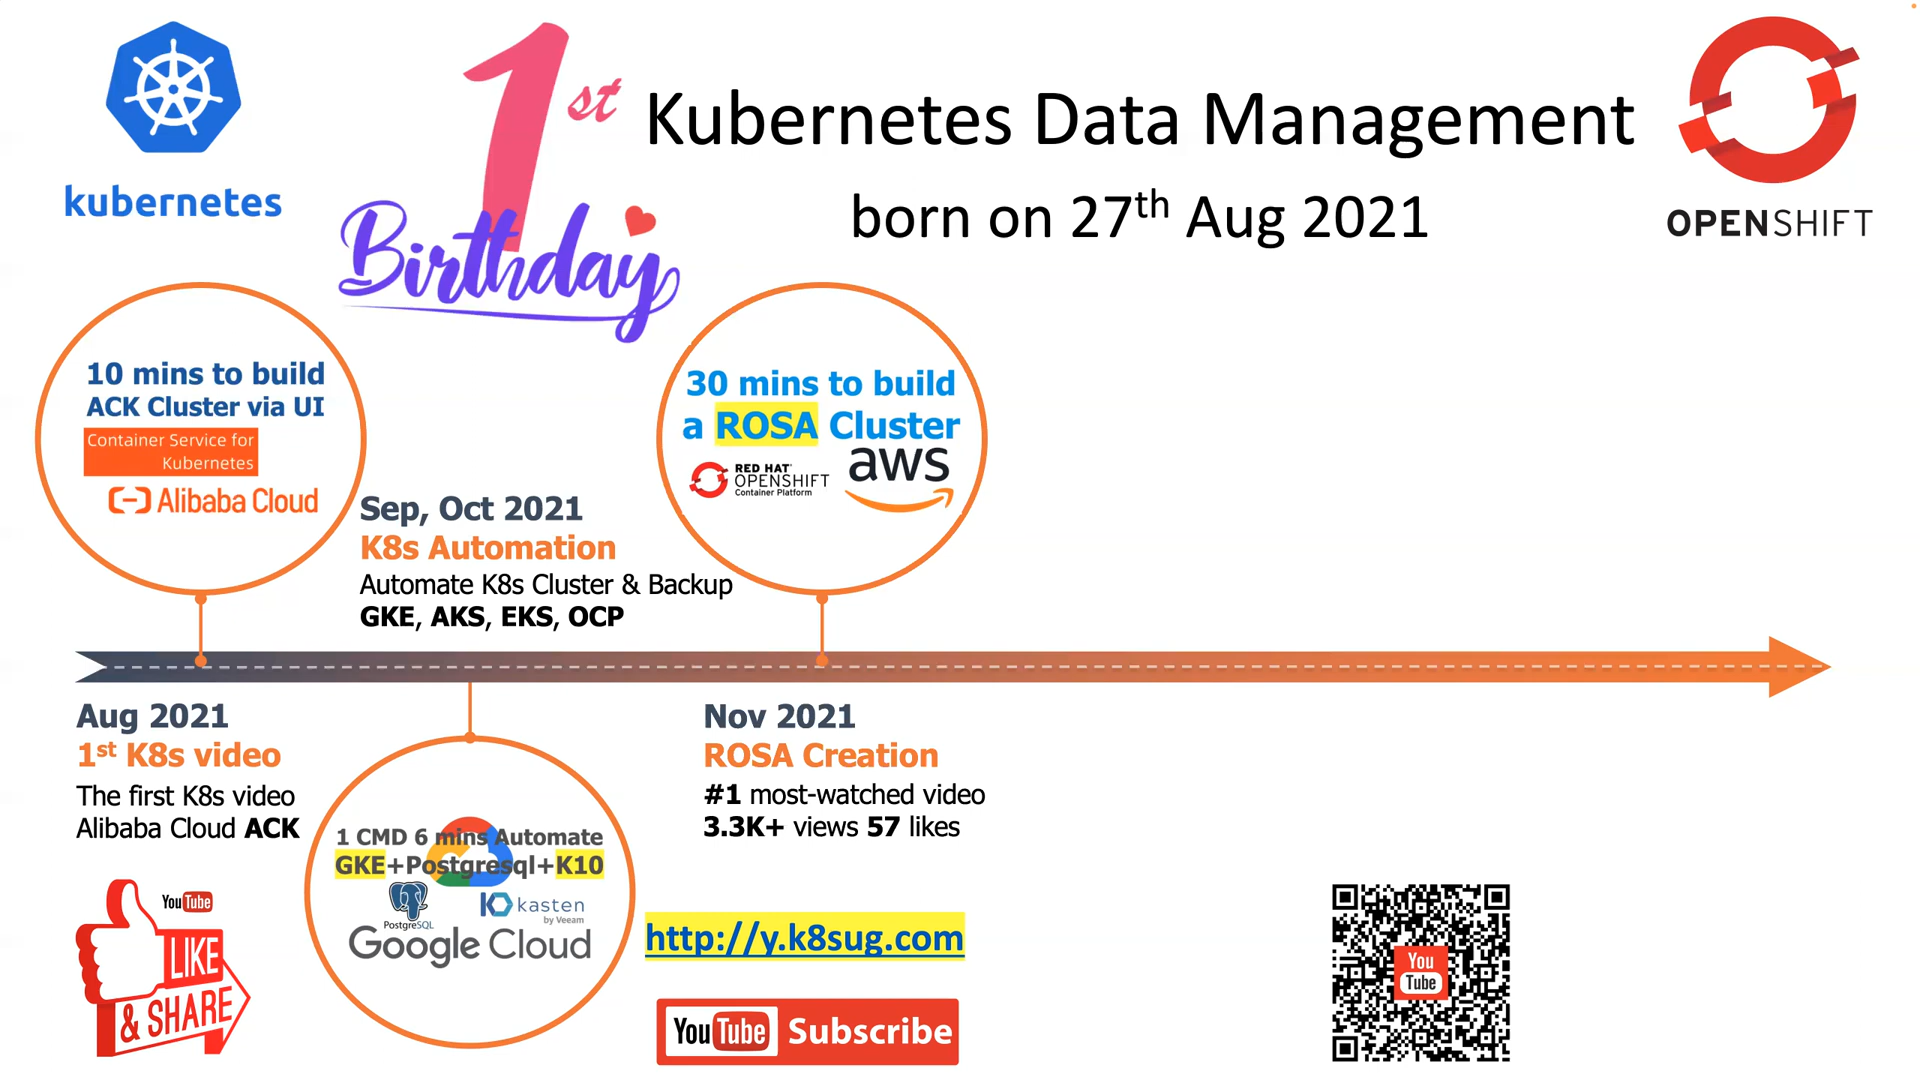 kubernetes
1st
Birthday
Kubernetes Data Management
born on 27th Aug 2021
OPENSHIFT
10 mins to build
ACK Cluster via UI
Container Service for
Kubernetes
Alibaba Cloud
Sep, Oct 2021
K8s Automation
Automate K8s Cluster & Backup
GKE, AKS, EKS, OCP
30 mins to build
a ROSA Cluster
RED HAT
OPENSHIFT
Container Platform
aws
Aug 2021
1st K8s video
The first K8s video
Alibaba Cloud ACK
1 CMD 6 mins Automate
GKE+Postgresql+K10
PostgreSQL
kasten
by Veeam
Google Cloud
Nov 2021
ROSA Creation
#1 most-watched video
3.3K+ views 57 likes
YouTube
LIKE
& SHARE
http://y.k8sug.com
YouTube Subscribe
You
Tube